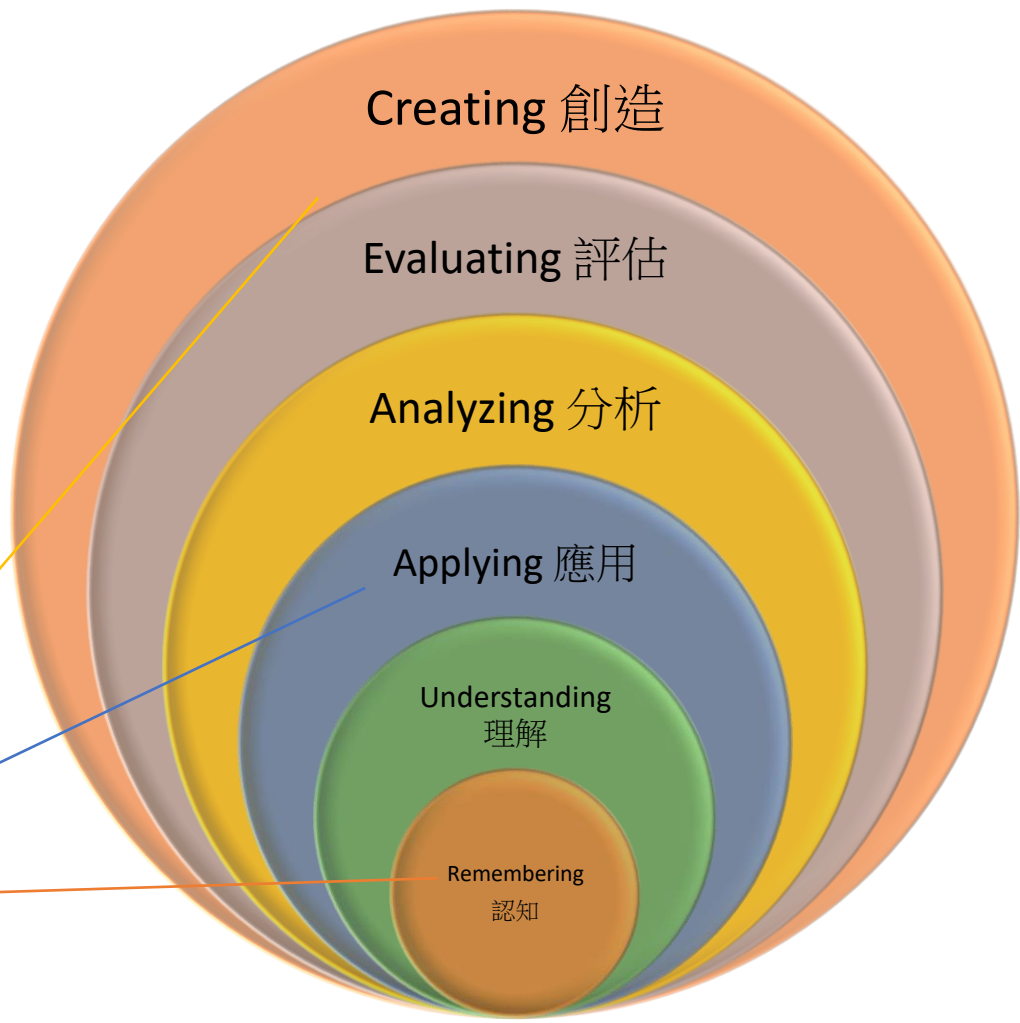 Creating 創造
Evaluating 評估
Analyzing 分析
Applying 應用
Understanding
理解
Remembering
認知